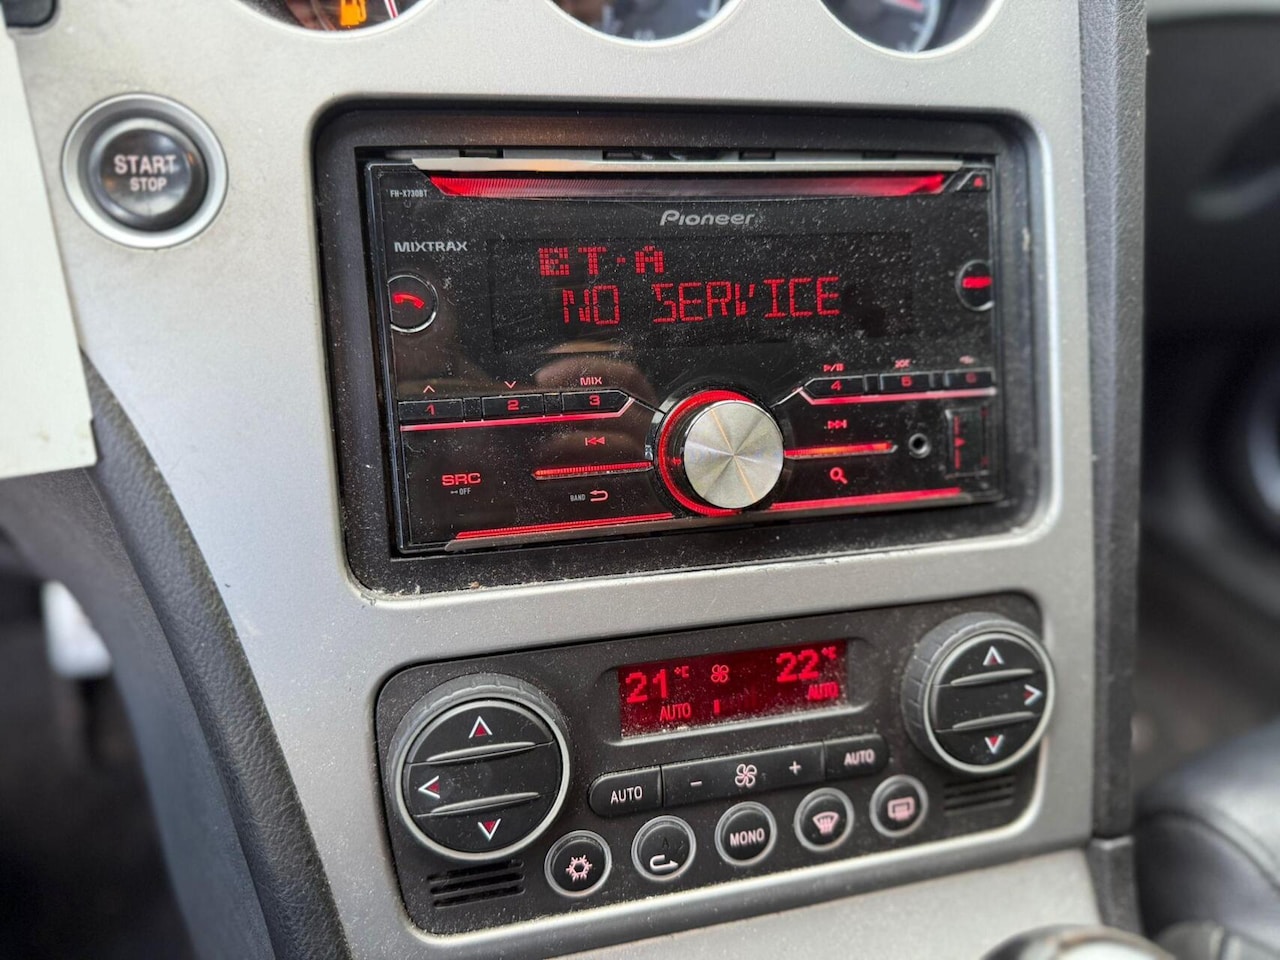 START
STOP
FH-X730BT
Pioneer
MIXTRAX
BT-A
NO SERVICE
MIX
1
2
3
4
5
6
SRC
OFF
BAND
21°C
22°C
AUTO
AUTO
AUTO
- +
AUTO
MONO